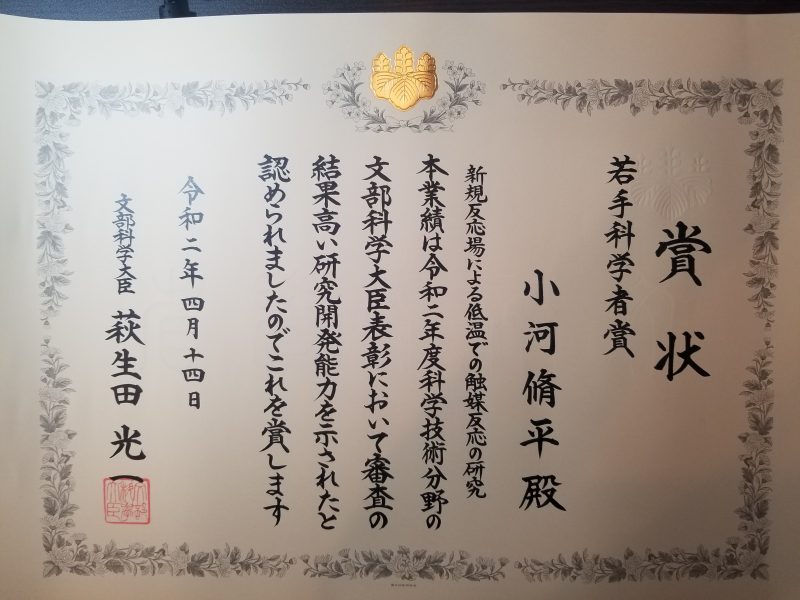 賞状
若手科学者賞
小河脩平殿
新規反応場による低温での触媒反応の研究
本業績は令和二年度科学技術分野の
文部科学大臣表彰において審査の
結果高い研究開発能力を示されたと
認められましたのでこれを賞します
令和二年四月十四日
文部科学大臣
萩生田光一